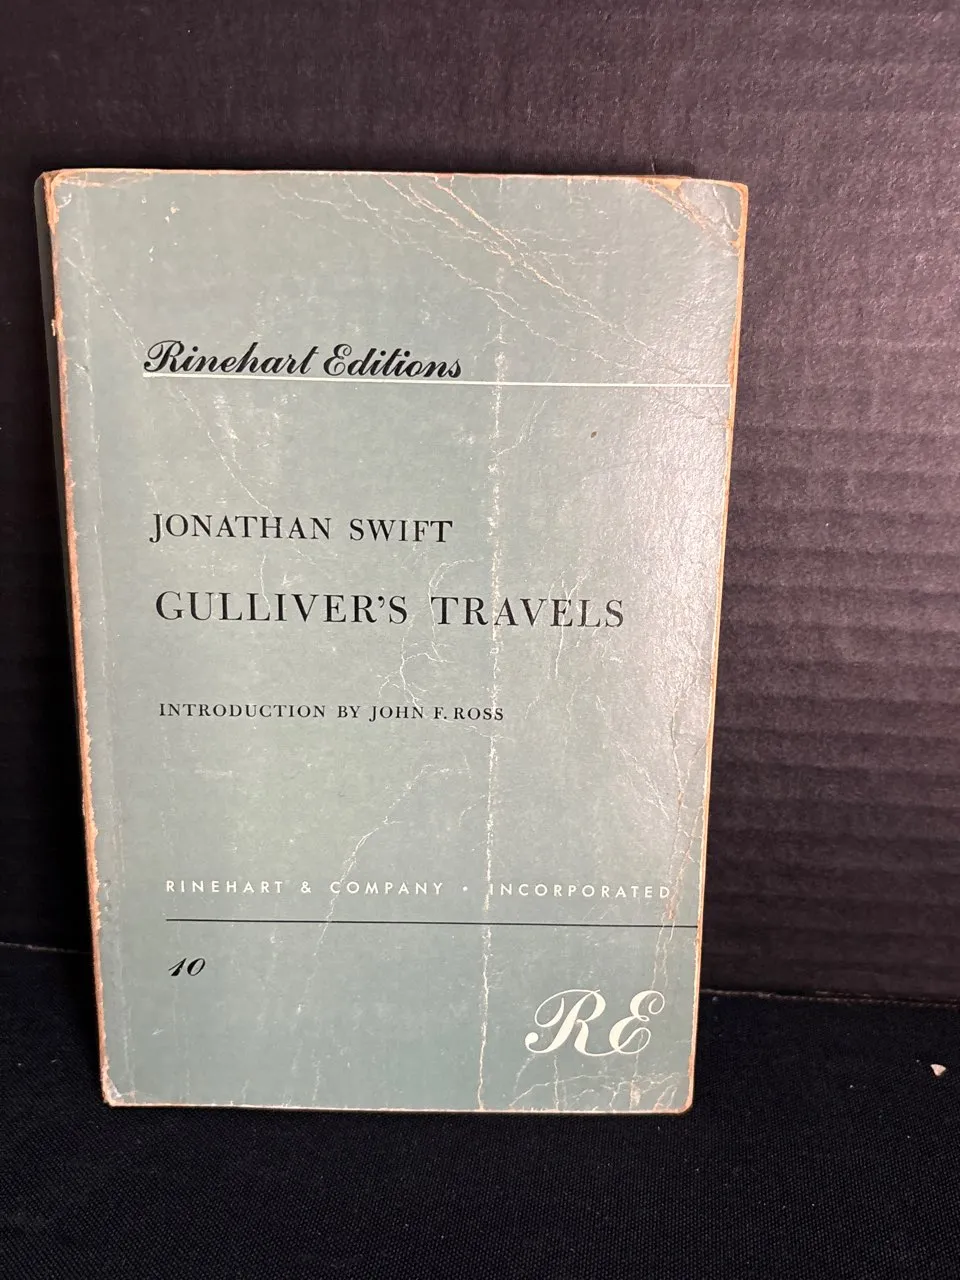 Rinehart Editions
JONATHAN SWIFT
GULLIVER'S TRAVELS
INTRODUCTION BY JOHN F. ROSS
RINEHART & COMPANY • INCORPORATED
10
RE